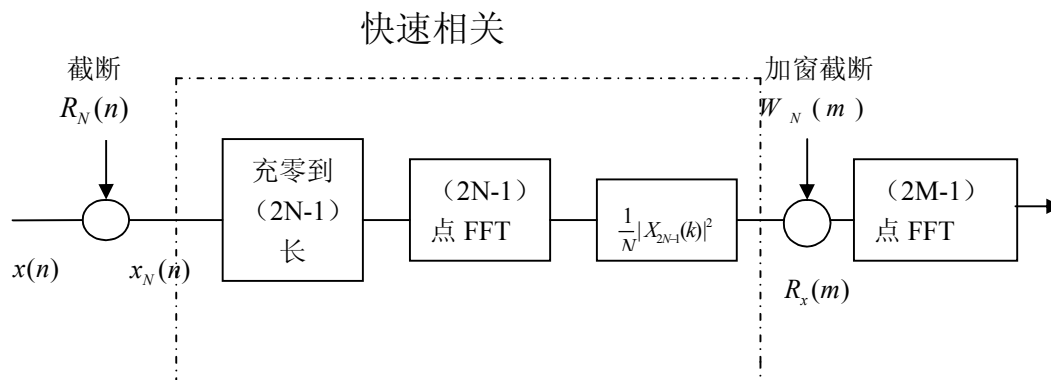 快速相关
截断
R_N(n)
加窗截断
W_N(m)
充零到
（2N-1）
长
（2N-1）
点 FFT
\frac{1}{N}|X_{2N-1}(k)|^2
（2M-1）
点 FFT
x(n)
x_N(n)
R_x(m)